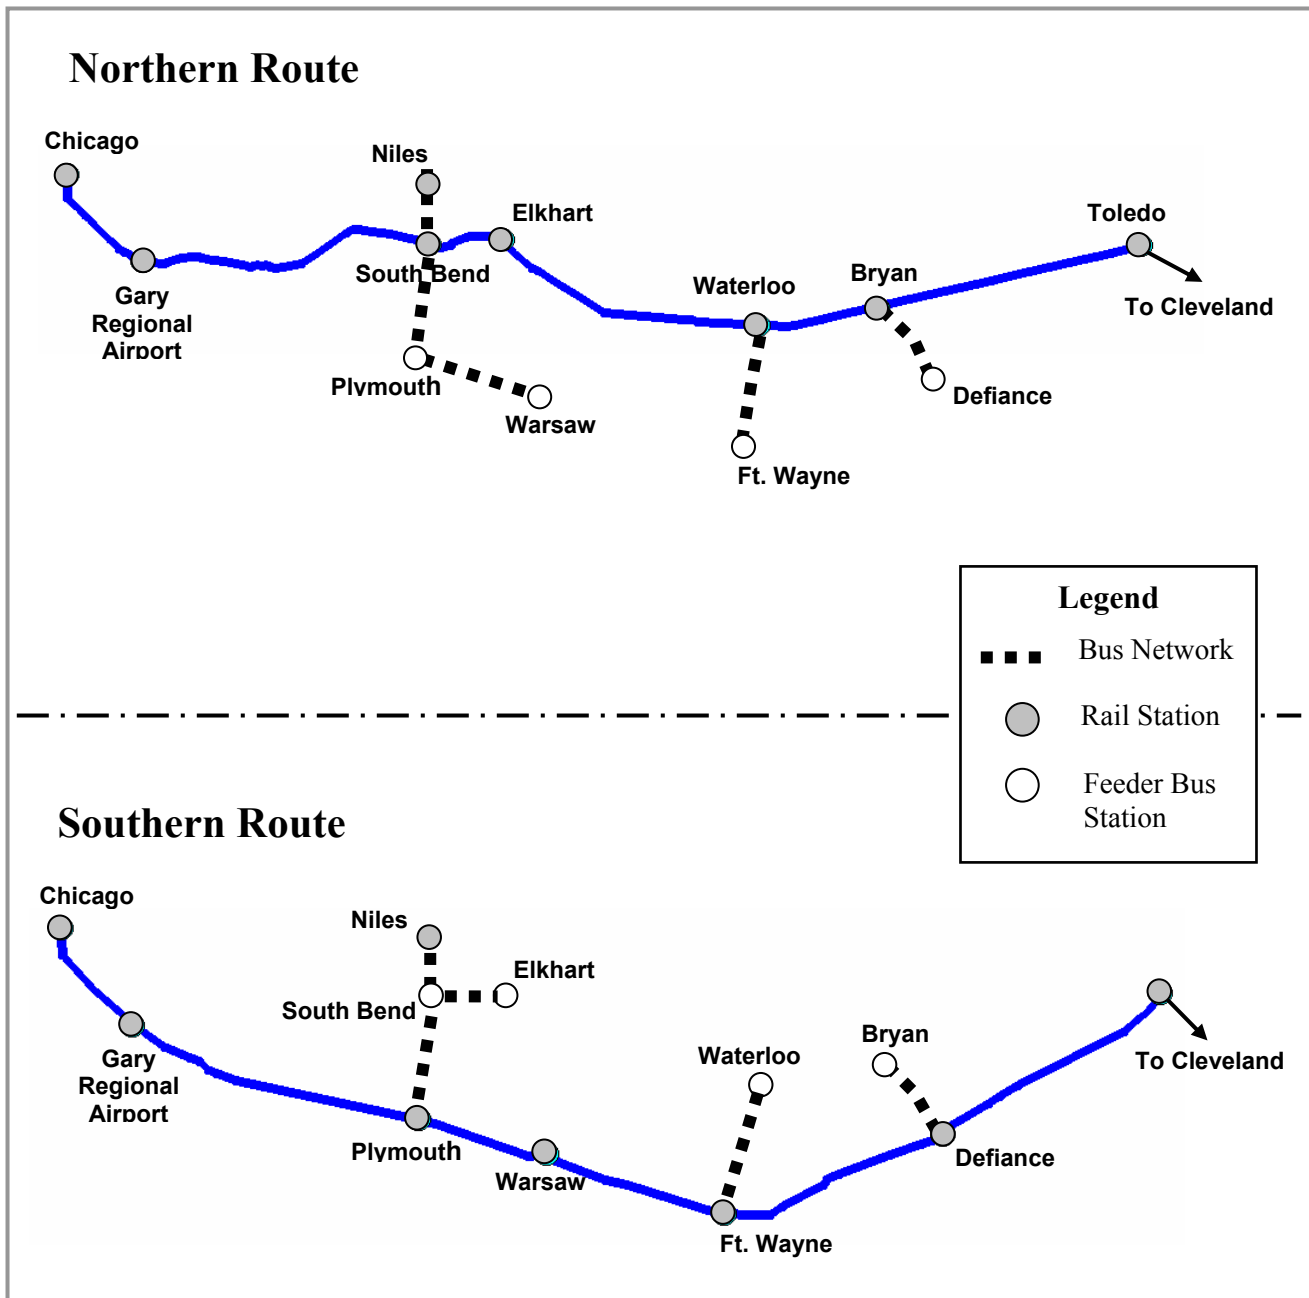 Northern Route
Chicago
Niles
Elkhart
Toledo
South Bend
Waterloo
Bryan
Gary
Regional
Airport
To Cleveland
Plymouth
Warsaw
Defiance
Ft. Wayne
Legend
Bus Network
Rail Station
Feeder Bus
Station
Southern Route
Chicago
Niles
Elkhart
South Bend
Bryan
Waterloo
Gary
Regional
Airport
To Cleveland
Plymouth
Warsaw
Defiance
Ft. Wayne